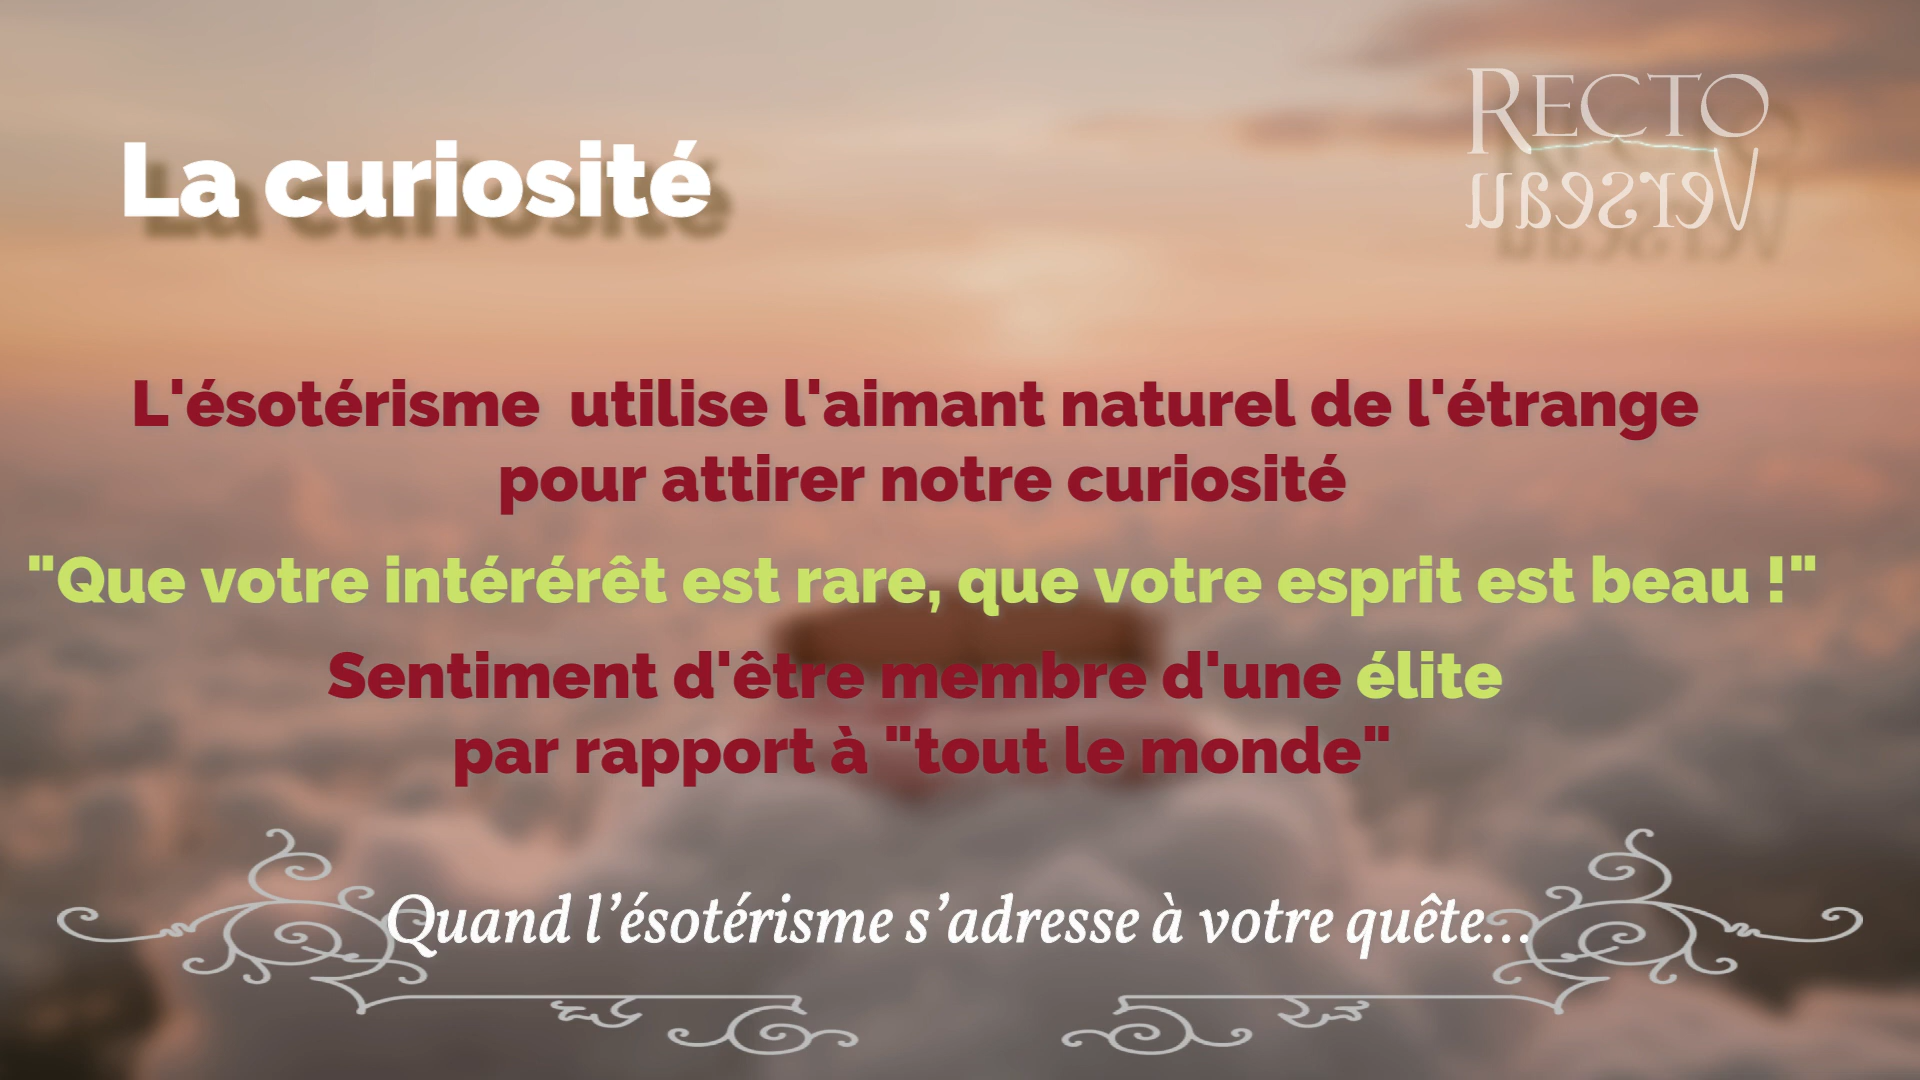 La curiosité
RECTO
Verseau
L'ésotérisme  utilise l'aimant naturel de l'étrange
pour attirer notre curiosité
"Que votre intérérêt est rare, que votre esprit est beau !"
Sentiment d'être membre d'une élite
par rapport à "tout le monde"
Quand l’ésotérisme s’adresse à votre quête...